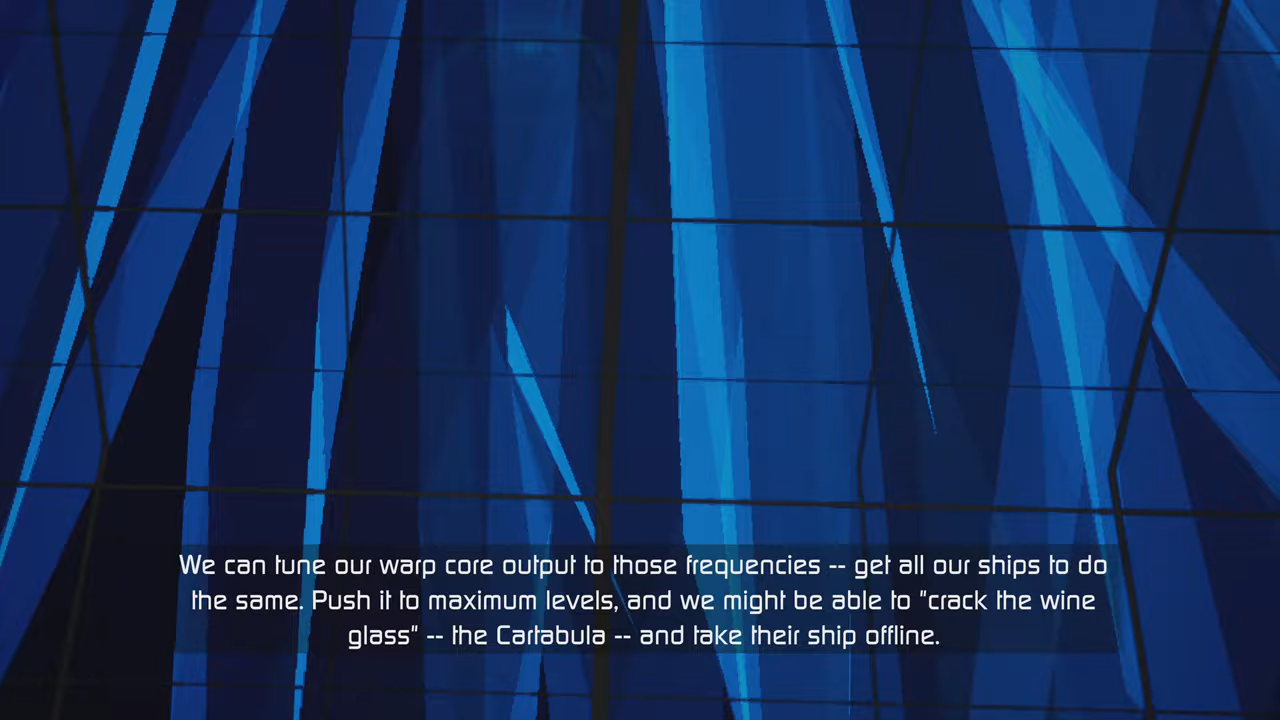 We can tune our warp core output to those frequencies -- get all our ships to do
the same. Push it to maximum levels, and we might be able to "crack the wine
glass" -- the Cartabula -- and take their ship offline.